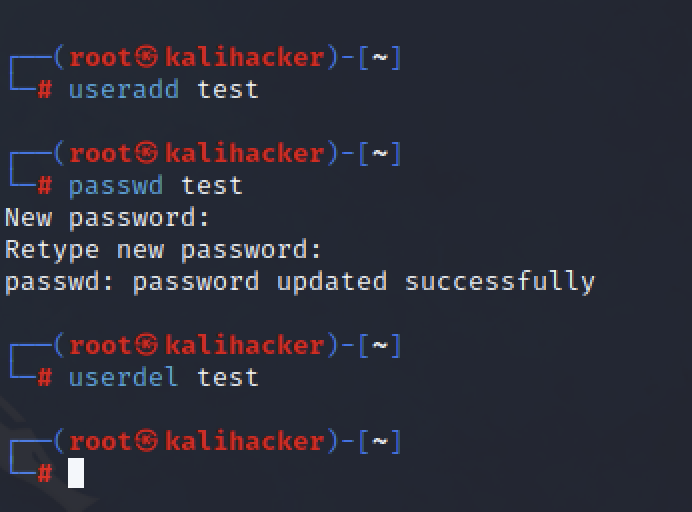 ┌──(root㉿kalihacker)-[~]
└─# useradd test
┌──(root㉿kalihacker)-[~]
└─# passwd test
New password:
Retype new password:
passwd: password updated successfully
┌──(root㉿kalihacker)-[~]
└─# userdel test
┌──(root㉿kalihacker)-[~]
└─#